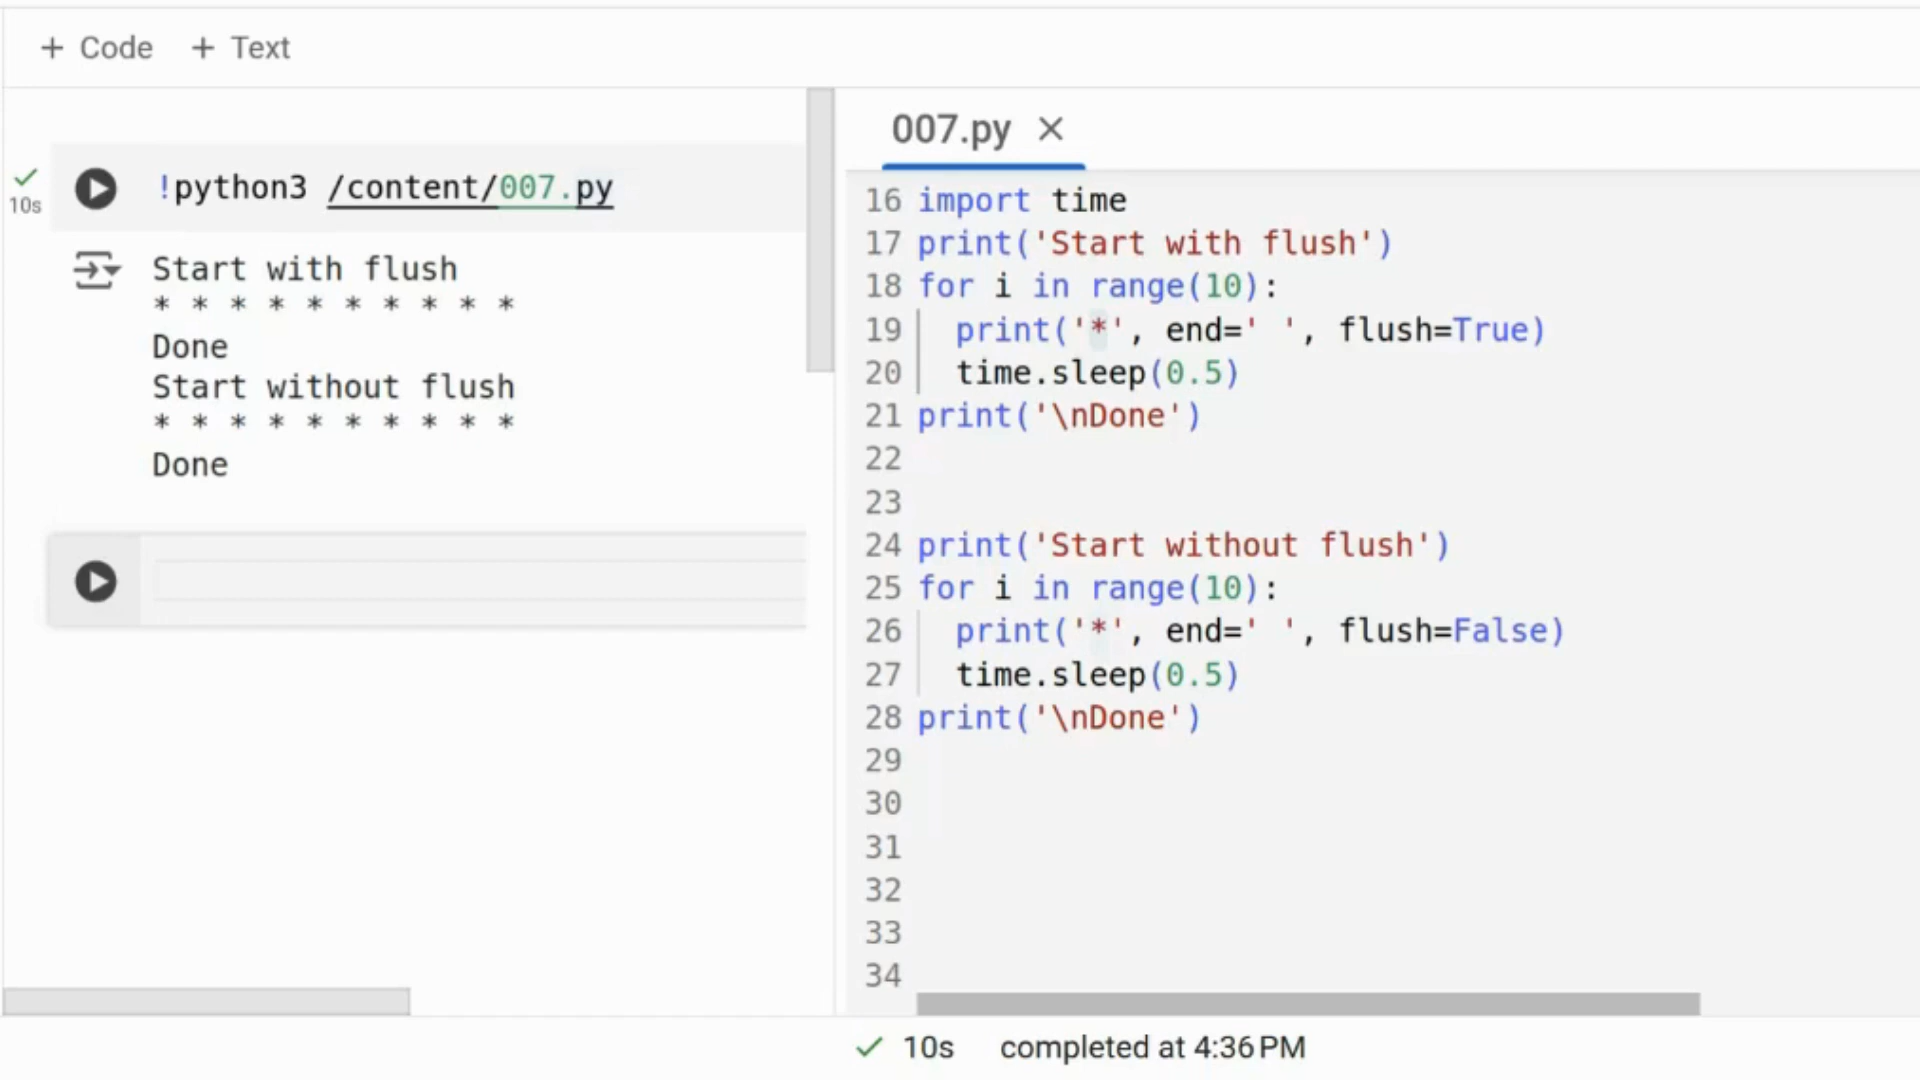 + Code + Text
10s
!python3 /content/007.py
Start with flush
* * * * * * * * * *
Done
Start without flush
* * * * * * * * * *
Done
007.py
16 import time
17 print('Start with flush')
18 for i in range(10):
19   print('*', end=' ', flush=True)
20   time.sleep(0.5)
21 print('\nDone')
22
23
24 print('Start without flush')
25 for i in range(10):
26   print('*', end=' ', flush=False)
27   time.sleep(0.5)
28 print('\nDone')
29
30
31
32
33
34
10s completed at 4:36 PM